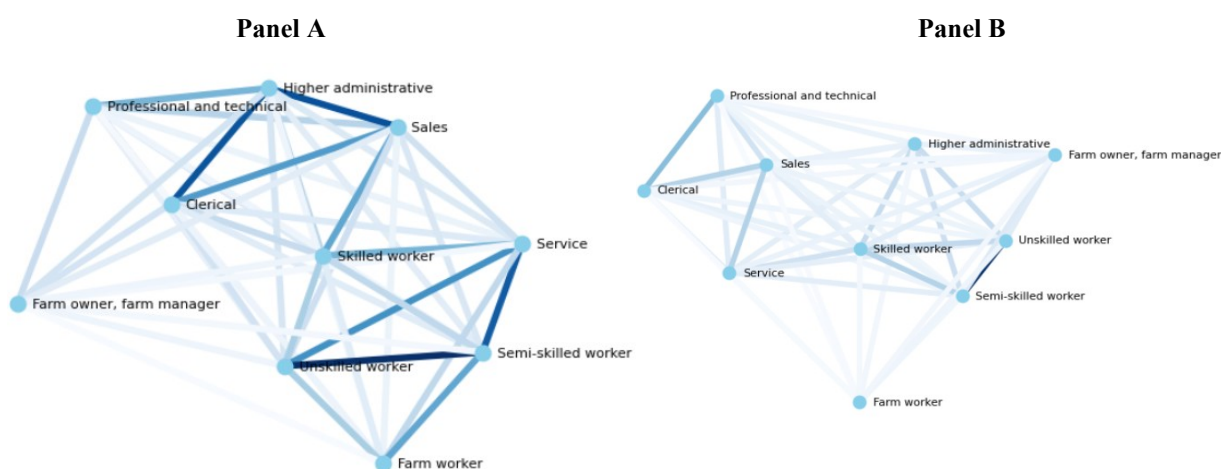 Panel A
Higher administrative
Professional and technical
Sales
Clerical
Service
Skilled worker
Farm owner, farm manager
Semi-skilled worker
Unskilled worker
Farm worker
Panel B
Professional and technical
Higher administrative
Farm owner, farm manager
Sales
Clerical
Unskilled worker
Skilled worker
Service
Semi-skilled worker
Farm worker